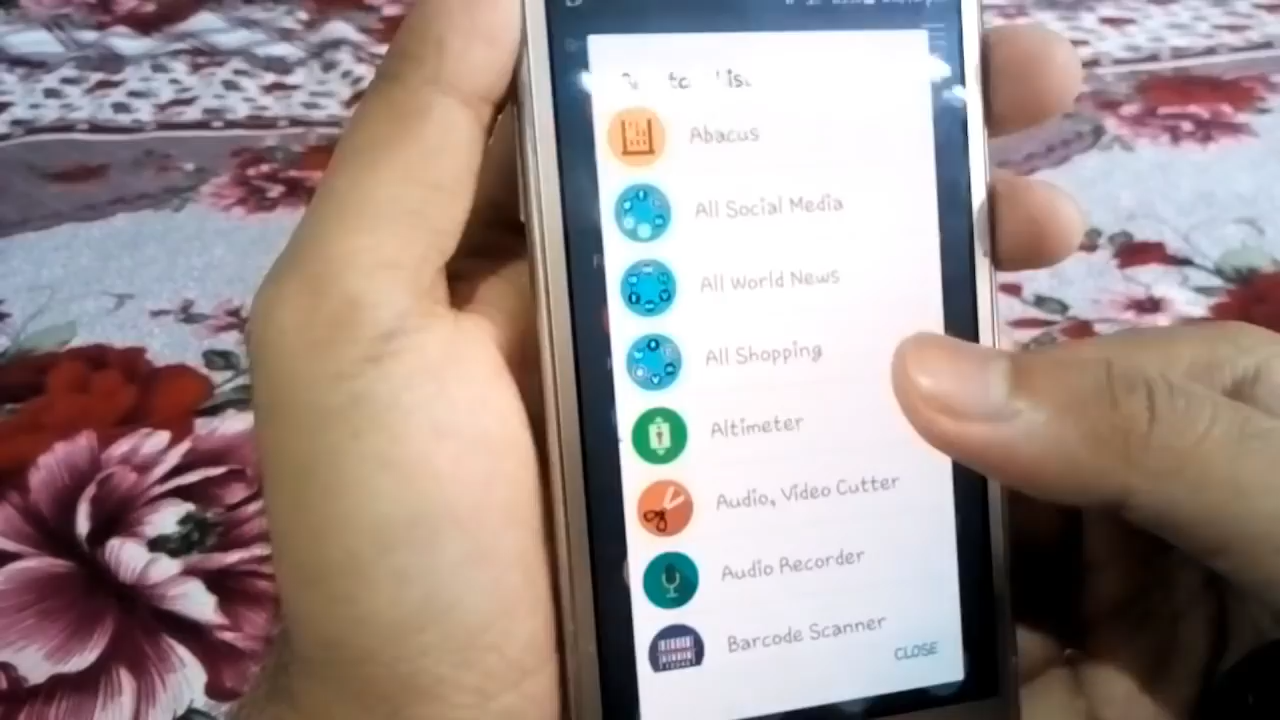 Abacus
All Social Media
All World News
All Shopping
Altimeter
Audio, Video Cutter
Audio Recorder
Barcode Scanner
CLOSE